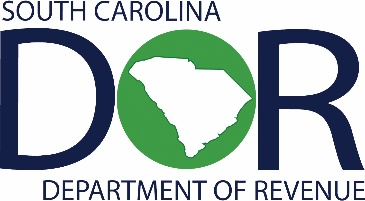 SOUTH CAROLINA
DOR
DEPARTMENT OF REVENUE